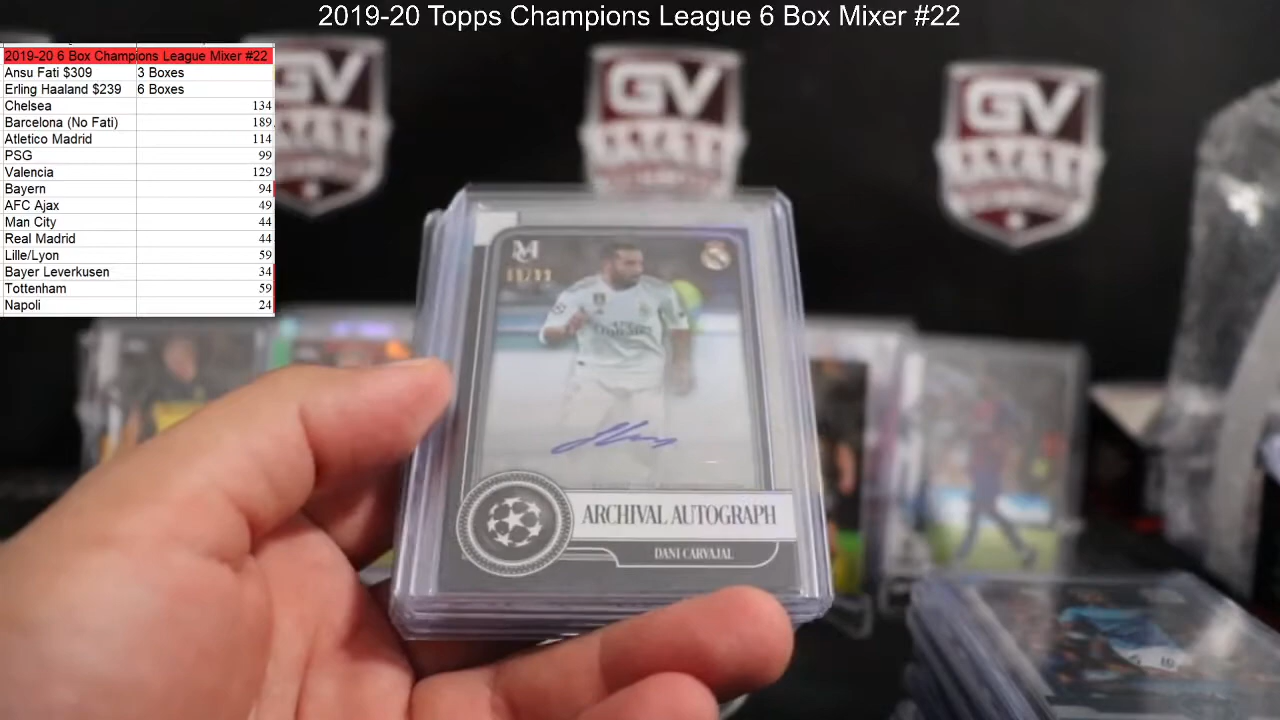 2019-20 Topps Champions League 6 Box Mixer #22
2019-20 6 Box Champions League Mixer #22
Ansu Fati $309 3 Boxes
Erling Haaland $239 6 Boxes
Chelsea 134
Barcelona (No Fati) 189
Atletico Madrid 114
PSG 99
Valencia 129
Bayern 94
AFC Ajax 49
Man City 44
Real Madrid 44
Lille/Lyon 59
Bayer Leverkusen 34
Tottenham 59
Napoli 24
GV
GV
GV
M
ARCHIVAL AUTOGRAPH
DANI CARVAJAL